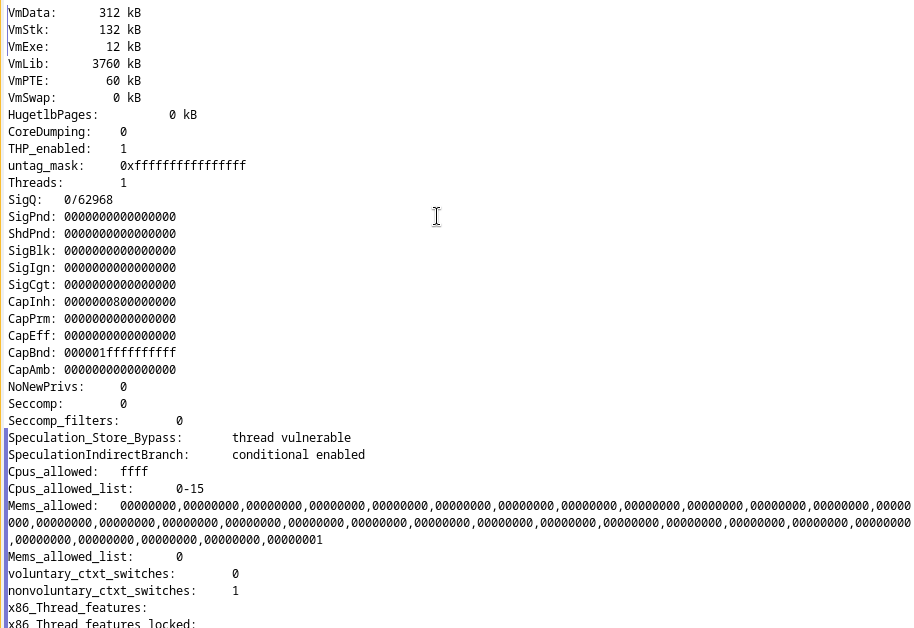 VmData:      312 kB
VmStk:       132 kB
VmExe:        12 kB
VmLib:      3760 kB
VmPTE:        60 kB
VmSwap:        0 kB
HugetlbPages:          0 kB
CoreDumping:    0
THP_enabled:    1
untag_mask:     0xffffffffffffffff
Threads:        1
SigQ:   0/62968
SigPnd: 0000000000000000
ShdPnd: 0000000000000000
SigBlk: 0000000000000000
SigIgn: 0000000000000000
SigCgt: 0000000000000000
CapInh: 0000000800000000
CapPrm: 0000000000000000
CapEff: 0000000000000000
CapBnd: 000001ffffffffff
CapAmb: 0000000000000000
NoNewPrivs:     0
Seccomp:        0
Seccomp_filters:        0
Speculation_Store_Bypass:       thread vulnerable
SpeculationIndirectBranch:      conditional enabled
Cpus_allowed:   ffff
Cpus_allowed_list:      0-15
Mems_allowed:   00000000,00000000,00000000,00000000,00000000,00000000,00000000,00000000,00000000,00000000,00000000,00000000,00000
000,00000000,00000000,00000000,00000000,00000000,00000000,00000000,00000000,00000000,00000000,00000000,00000000,00000000,00000000
,00000000,00000000,00000000,00000000,00000001
Mems_allowed_list:      0
voluntary_ctxt_switches:        0
nonvoluntary_ctxt_switches:     1
x86_Thread_features:
x86_Thread_features_locked: